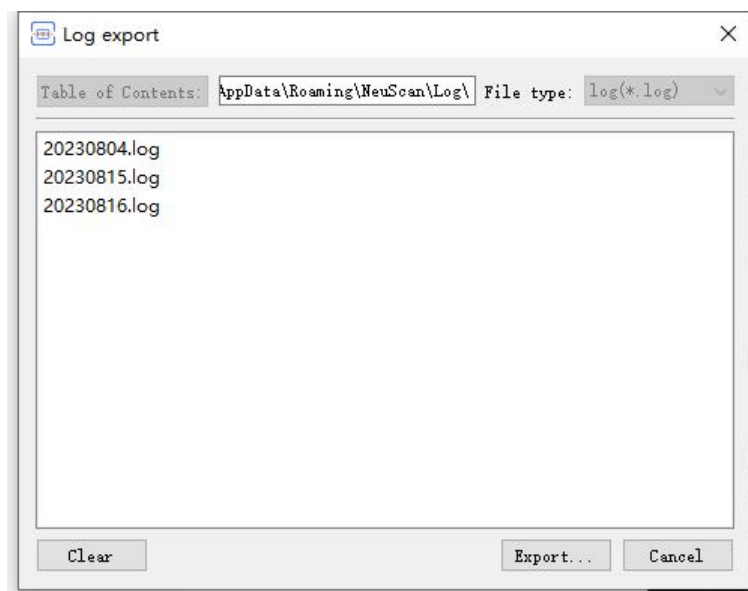 Log export
Table of Contents: AppData\Roaming\NeuScan\Log\ File type: log(*.log)
20230804.log
20230815.log
20230816.log
Clear Export... Cancel